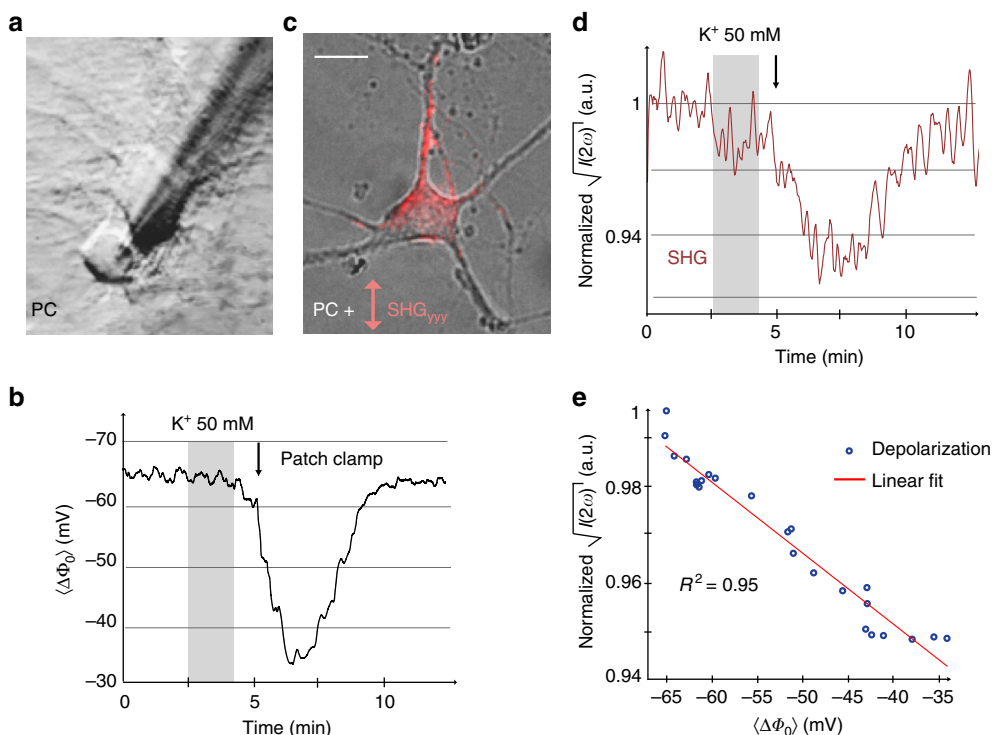 a
PC
c
PC +
SHGyyy
b
K+ 50 mM
Patch clamp
⟨ΔΦ0⟩ (mV)
–70
–60
–50
–40
–30
0
5
10
Time (min)
d
K+ 50 mM
Normalized √I(2ω) (a.u.)
1
0.94
SHG
0
5
10
Time (min)
e
Normalized √I(2ω) (a.u.)
1
0.98
0.96
0.94
Depolarization
Linear fit
R2 = 0.95
–65
–60
–55
–50
–45
–40
–35
⟨ΔΦ0⟩ (mV)